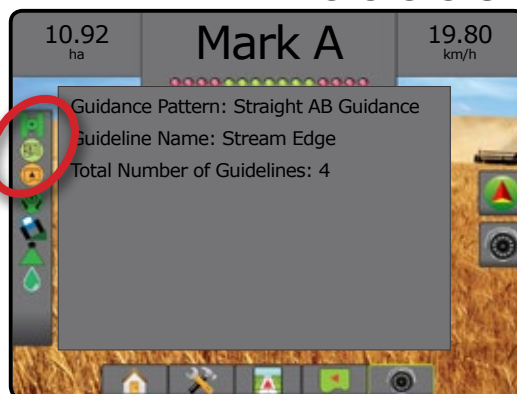 10.92
ha
Mark A
19.80
km/h
Guidance Pattern: Straight AB Guidance
Guideline Name: Stream Edge
Total Number of Guidelines: 4